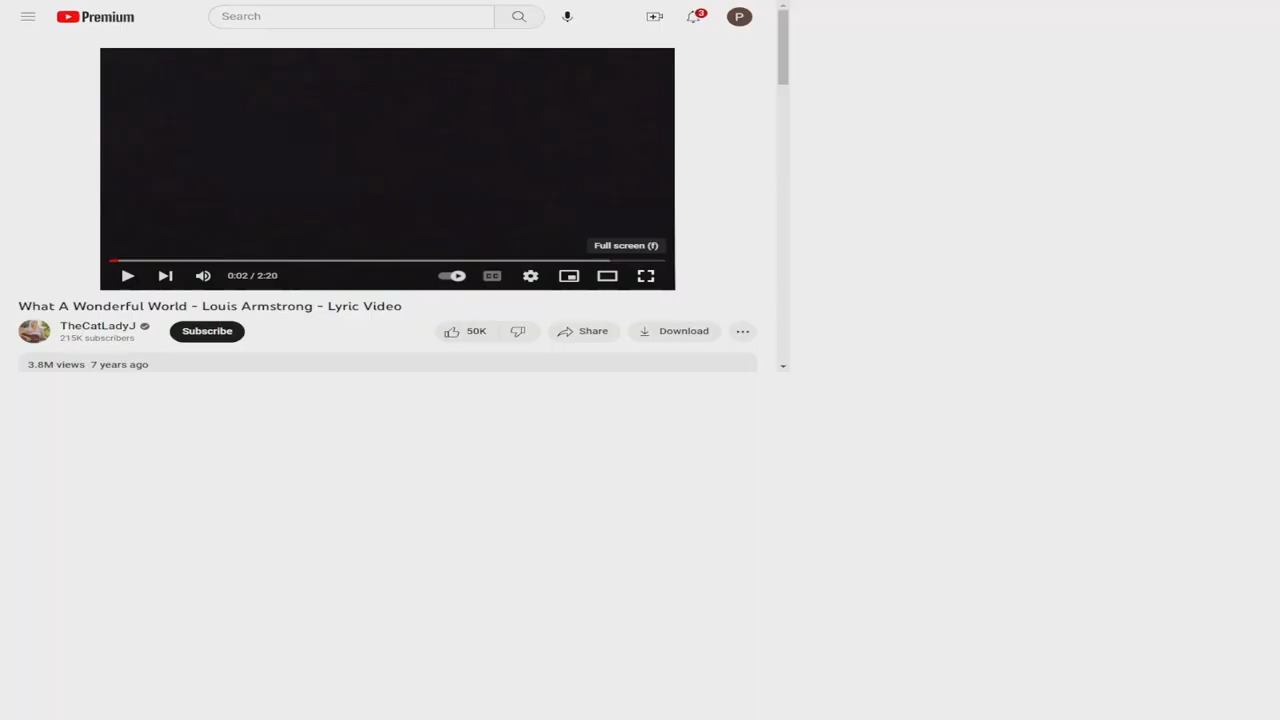 Premium
Search
3
P
Full screen (f)
0:02 / 2:20
CC
What A Wonderful World - Louis Armstrong - Lyric Video
TheCatLadyJ
Subscribe
50K
Share
Download
215K subscribers
3.8M views 7 years ago